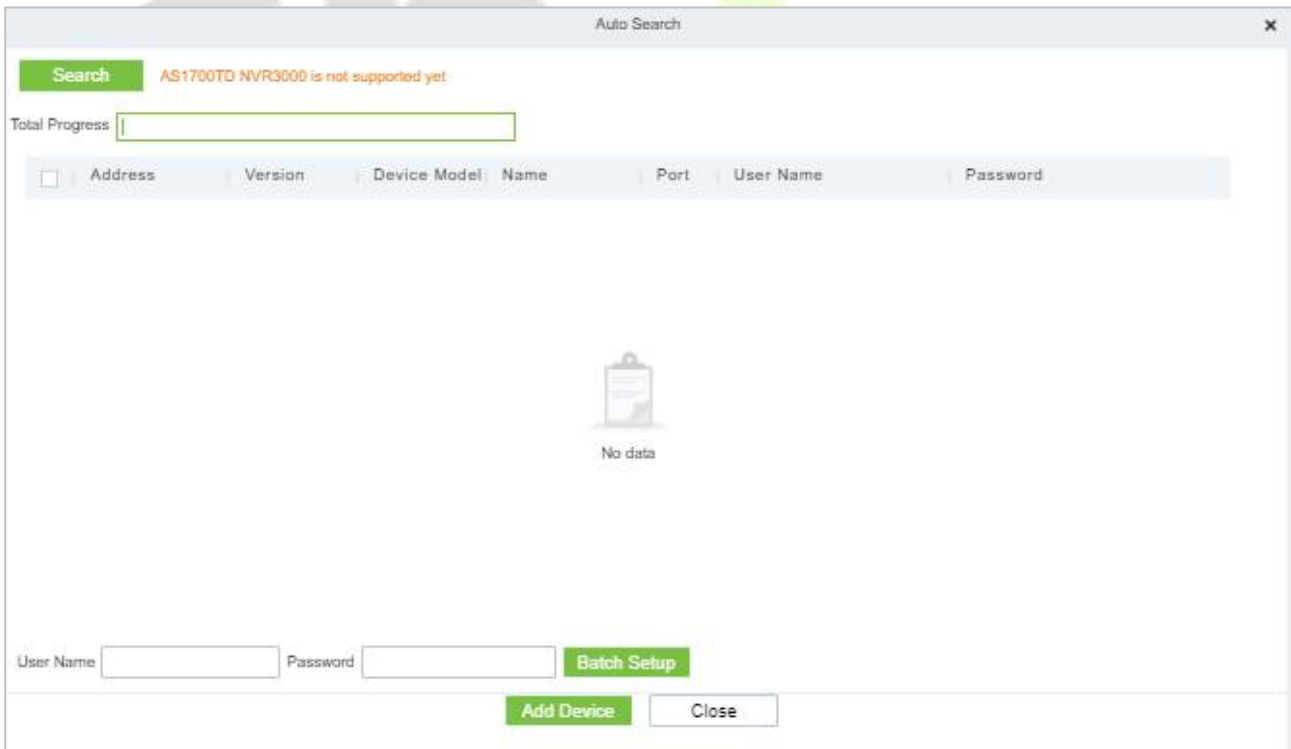 Auto Search
Search AS1700TD NVR3000 is not supported yet
Total Progress
Address Version Device Model Name Port User Name Password
No data
User Name Password Batch Setup
Add Device Close